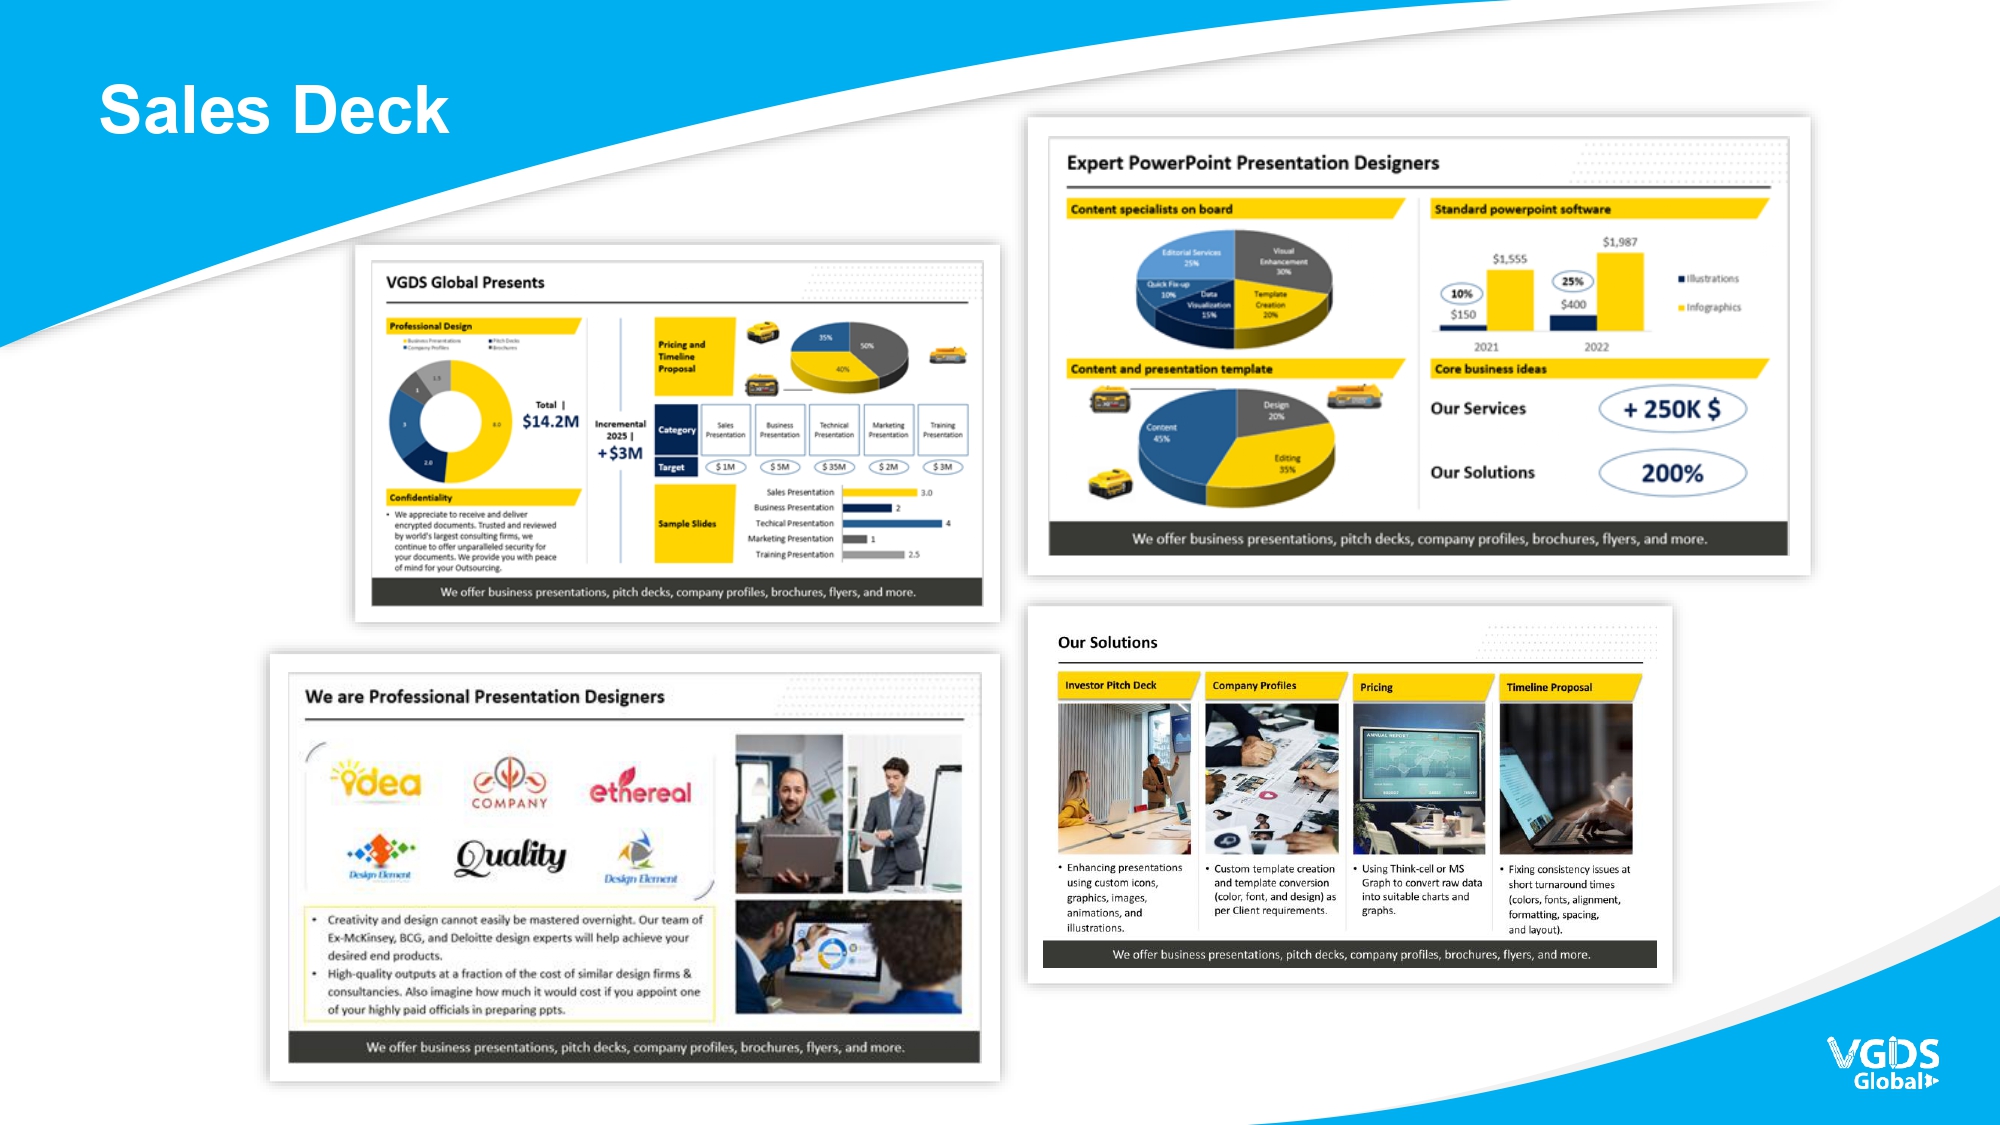 Sales Deck
VGDS Global Presents
Professional Design
Business Presentations
Pitch Decks
Company Profiles
Brochures
1.5
1
3
2.0
8.0
Total |
$14.2M
Incremental
2025 |
+$3M
Confidentiality
• We appreciate to receive and deliver
encrypted documents. Trusted and reviewed
by world's largest consulting firms, we
continue to offer unparalleled security for
your documents. We provide you with peace
of mind for your Outsourcing.
Pricing and
Timeline
Proposal
35%
50%
40%
Category
Sales
Presentation
Business
Presentation
Technical
Presentation
Marketing
Presentation
Training
Presentation
Target
$ 1M
$ 5M
$ 35M
$ 2M
$ 3M
Sample Slides
Sales Presentation 3.0
Business Presentation 2
Techical Presentation 4
Marketing Presentation 1
Training Presentation 2.5
We offer business presentations, pitch decks, company profiles, brochures, flyers, and more.
Expert PowerPoint Presentation Designers
Content specialists on board
Editorial Services
25%
Visual
Enhancement
30%
Quick Fix-up
10%
Data
Visualization
15%
Template
Creation
20%
Standard powerpoint software
$1,987
$1,555
25%
10%
$400
$150
2021
2022
Illustrations
Infographics
Content and presentation template
Design
20%
Content
45%
Editing
35%
Core business ideas
Our Services
+ 250K $
Our Solutions
200%
We offer business presentations, pitch decks, company profiles, brochures, flyers, and more.
We are Professional Presentation Designers
idea
COMPANY
ethereal
Design Element
Quality
Design Element
• Creativity and design cannot easily be mastered overnight. Our team of
Ex-McKinsey, BCG, and Deloitte design experts will help achieve your
desired end products.
• High-quality outputs at a fraction of the cost of similar design firms &
consultancies. Also imagine how much it would cost if you appoint one
of your highly paid officials in preparing ppts.
We offer business presentations, pitch decks, company profiles, brochures, flyers, and more.
Our Solutions
Investor Pitch Deck
Company Profiles
Pricing
Timeline Proposal
ANNUAL REPORT
• Enhancing presentations
using custom icons,
graphics, images,
animations, and
illustrations.
• Custom template creation
and template conversion
(color, font, and design) as
per Client requirements.
• Using Think-cell or MS
Graph to convert raw data
into suitable charts and
graphs.
• Fixing consistency issues at
short turnaround times
(colors, fonts, alignment,
formatting, spacing,
and layout).
We offer business presentations, pitch decks, company profiles, brochures, flyers, and more.
VGDS
Global